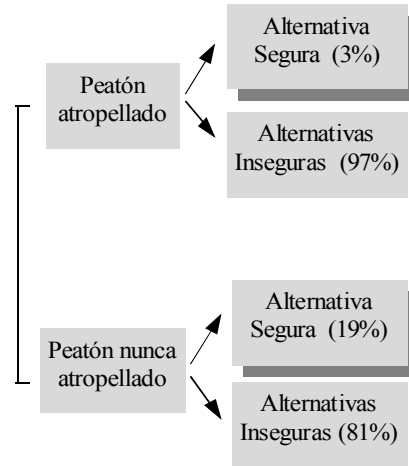 Alternativa
Segura (3%)
Peatón
atropellado
Alternativas
Inseguras (97%)
Alternativa
Segura (19%)
Peatón nunca
atropellado
Alternativas
Inseguras (81%)